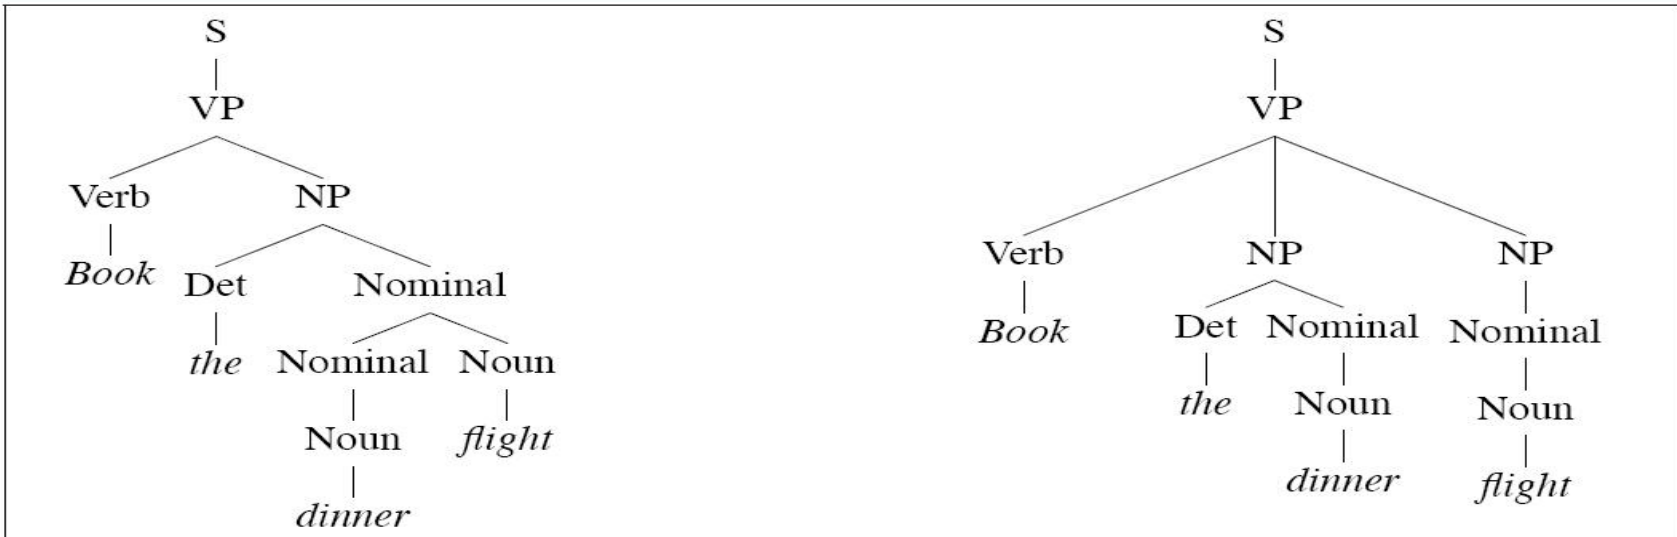 S
VP
Verb NP
Book Det Nominal
the Nominal Noun
Noun flight
dinner
S
VP
Verb NP NP
Book Det Nominal Nominal
the Noun Noun
dinner flight